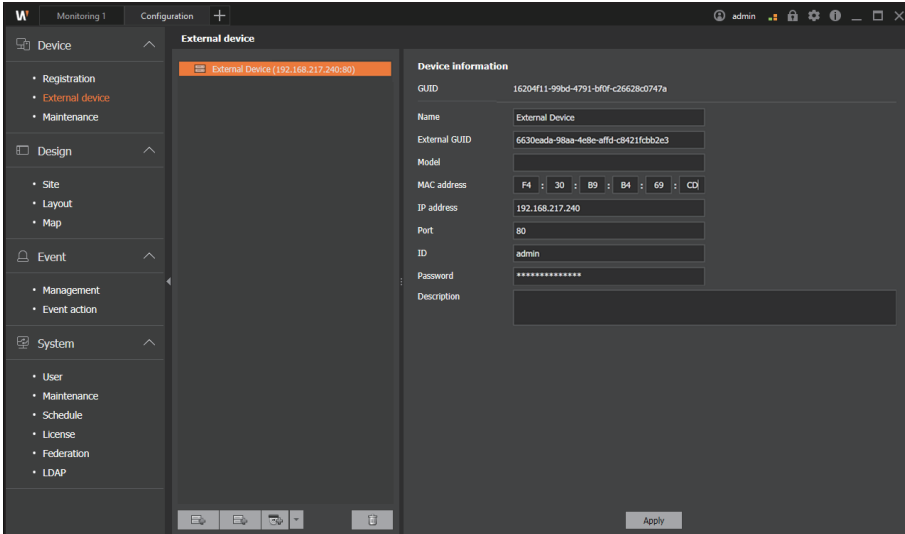 W Monitoring 1 Configuration admin
Device
External device
Registration
External device
Maintenance
Design
Site
Layout
Map
Event
Management
Event action
System
User
Maintenance
Schedule
License
Federation
LDAP
External Device (192.168.217.240:80)
Device information
GUID 16204f11-99bd-4791-bf0f-c26628c0747a
Name External Device
External GUID 6630eada-98aa-4e8e-affd-c8421fcbb2e3
Model
MAC address F4 : 30 : B9 : B4 : 69 : CD
IP address 192.168.217.240
Port 80
ID admin
Password **************
Description
Apply